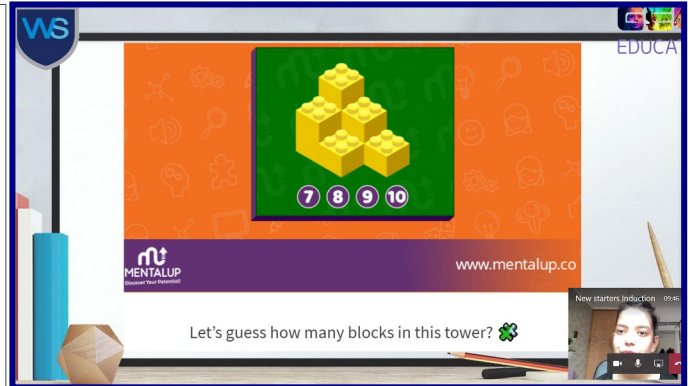 WS
EDUCA
7 8 9 10
MENTALUP
Discover Your Potential!
www.mentalup.co
New starters Induction 09:46
Let's guess how many blocks in this tower?